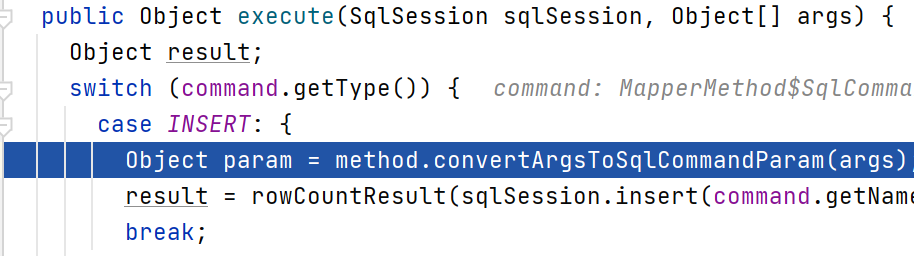 public Object execute(SqlSession sqlSession, Object[] args) {
Object result;
switch (command.getType()) { command: MapperMethod$SqlComma
case INSERT: {
Object param = method.convertArgsToSqlCommandParam(args)
result = rowCountResult(sqlSession.insert(command.getName
break;